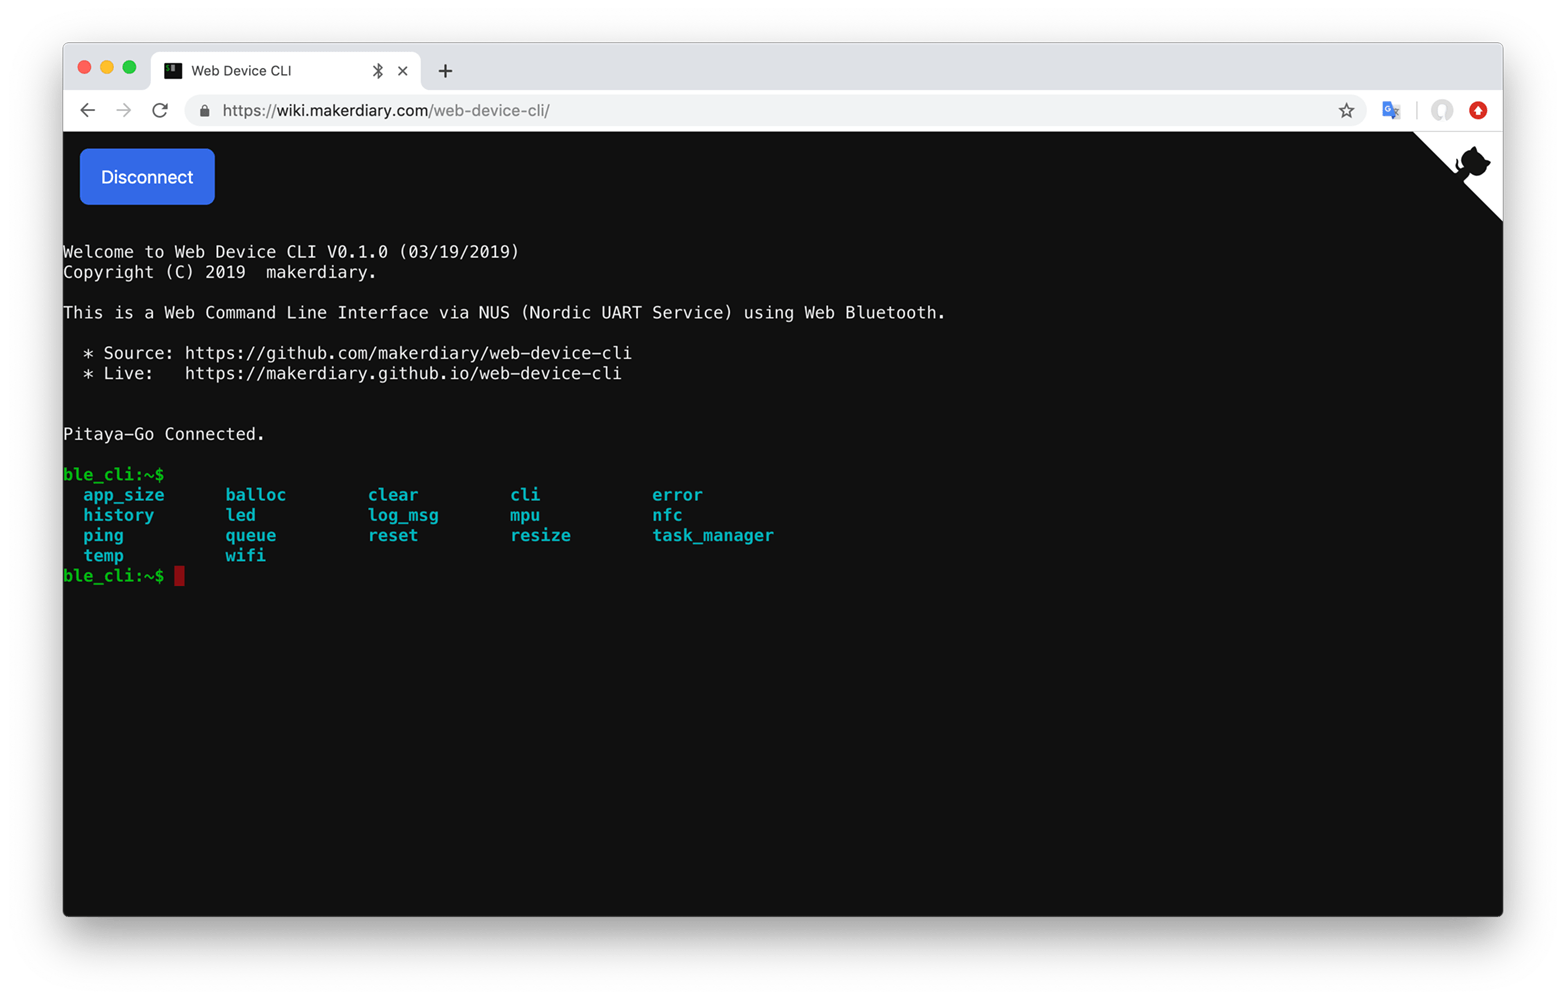 Web Device CLI
https://wiki.makerdiary.com/web-device-cli/
Disconnect
Welcome to Web Device CLI V0.1.0 (03/19/2019)
Copyright (C) 2019  makerdiary.
This is a Web Command Line Interface via NUS (Nordic UART Service) using Web Bluetooth.
* Source: https://github.com/makerdiary/web-device-cli
* Live:   https://makerdiary.github.io/web-device-cli
Pitaya-Go Connected.
ble_cli:~$
app_size balloc clear cli error
history led log_msg mpu nfc
ping queue reset resize task_manager
temp wifi
ble_cli:~$